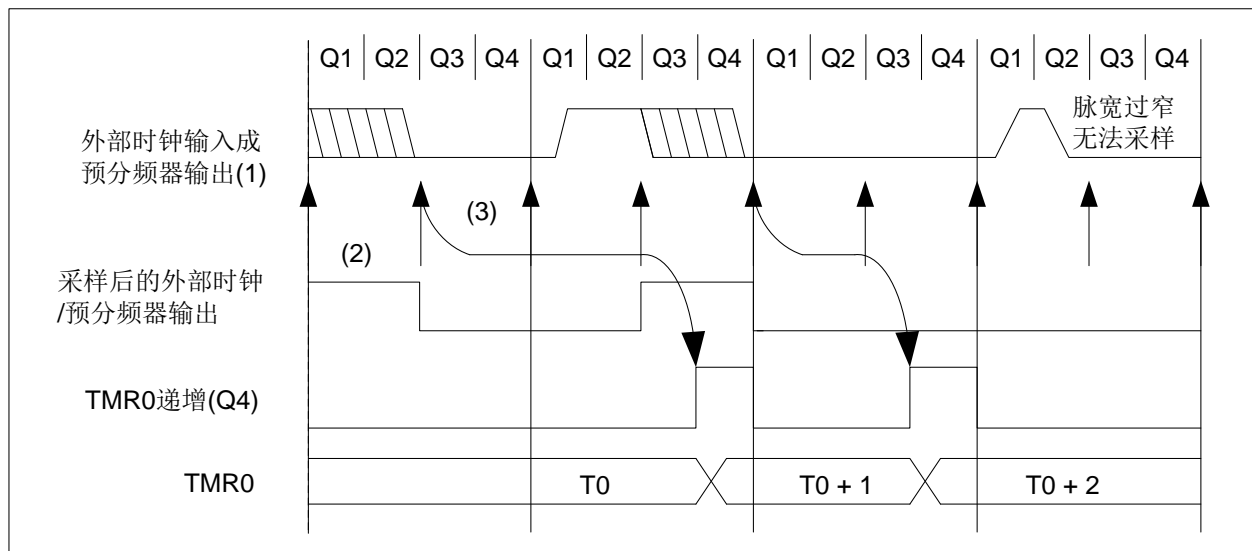 Q1 Q2 Q3 Q4 Q1 Q2 Q3 Q4 Q1 Q2 Q3 Q4 Q1 Q2 Q3 Q4
外部时钟输入成
预分频器输出(1)
脉宽过窄
无法采样
(3)
(2)
采样后的外部时钟
/预分频器输出
TMR0递增(Q4)
TMR0
T0
T0 + 1
T0 + 2